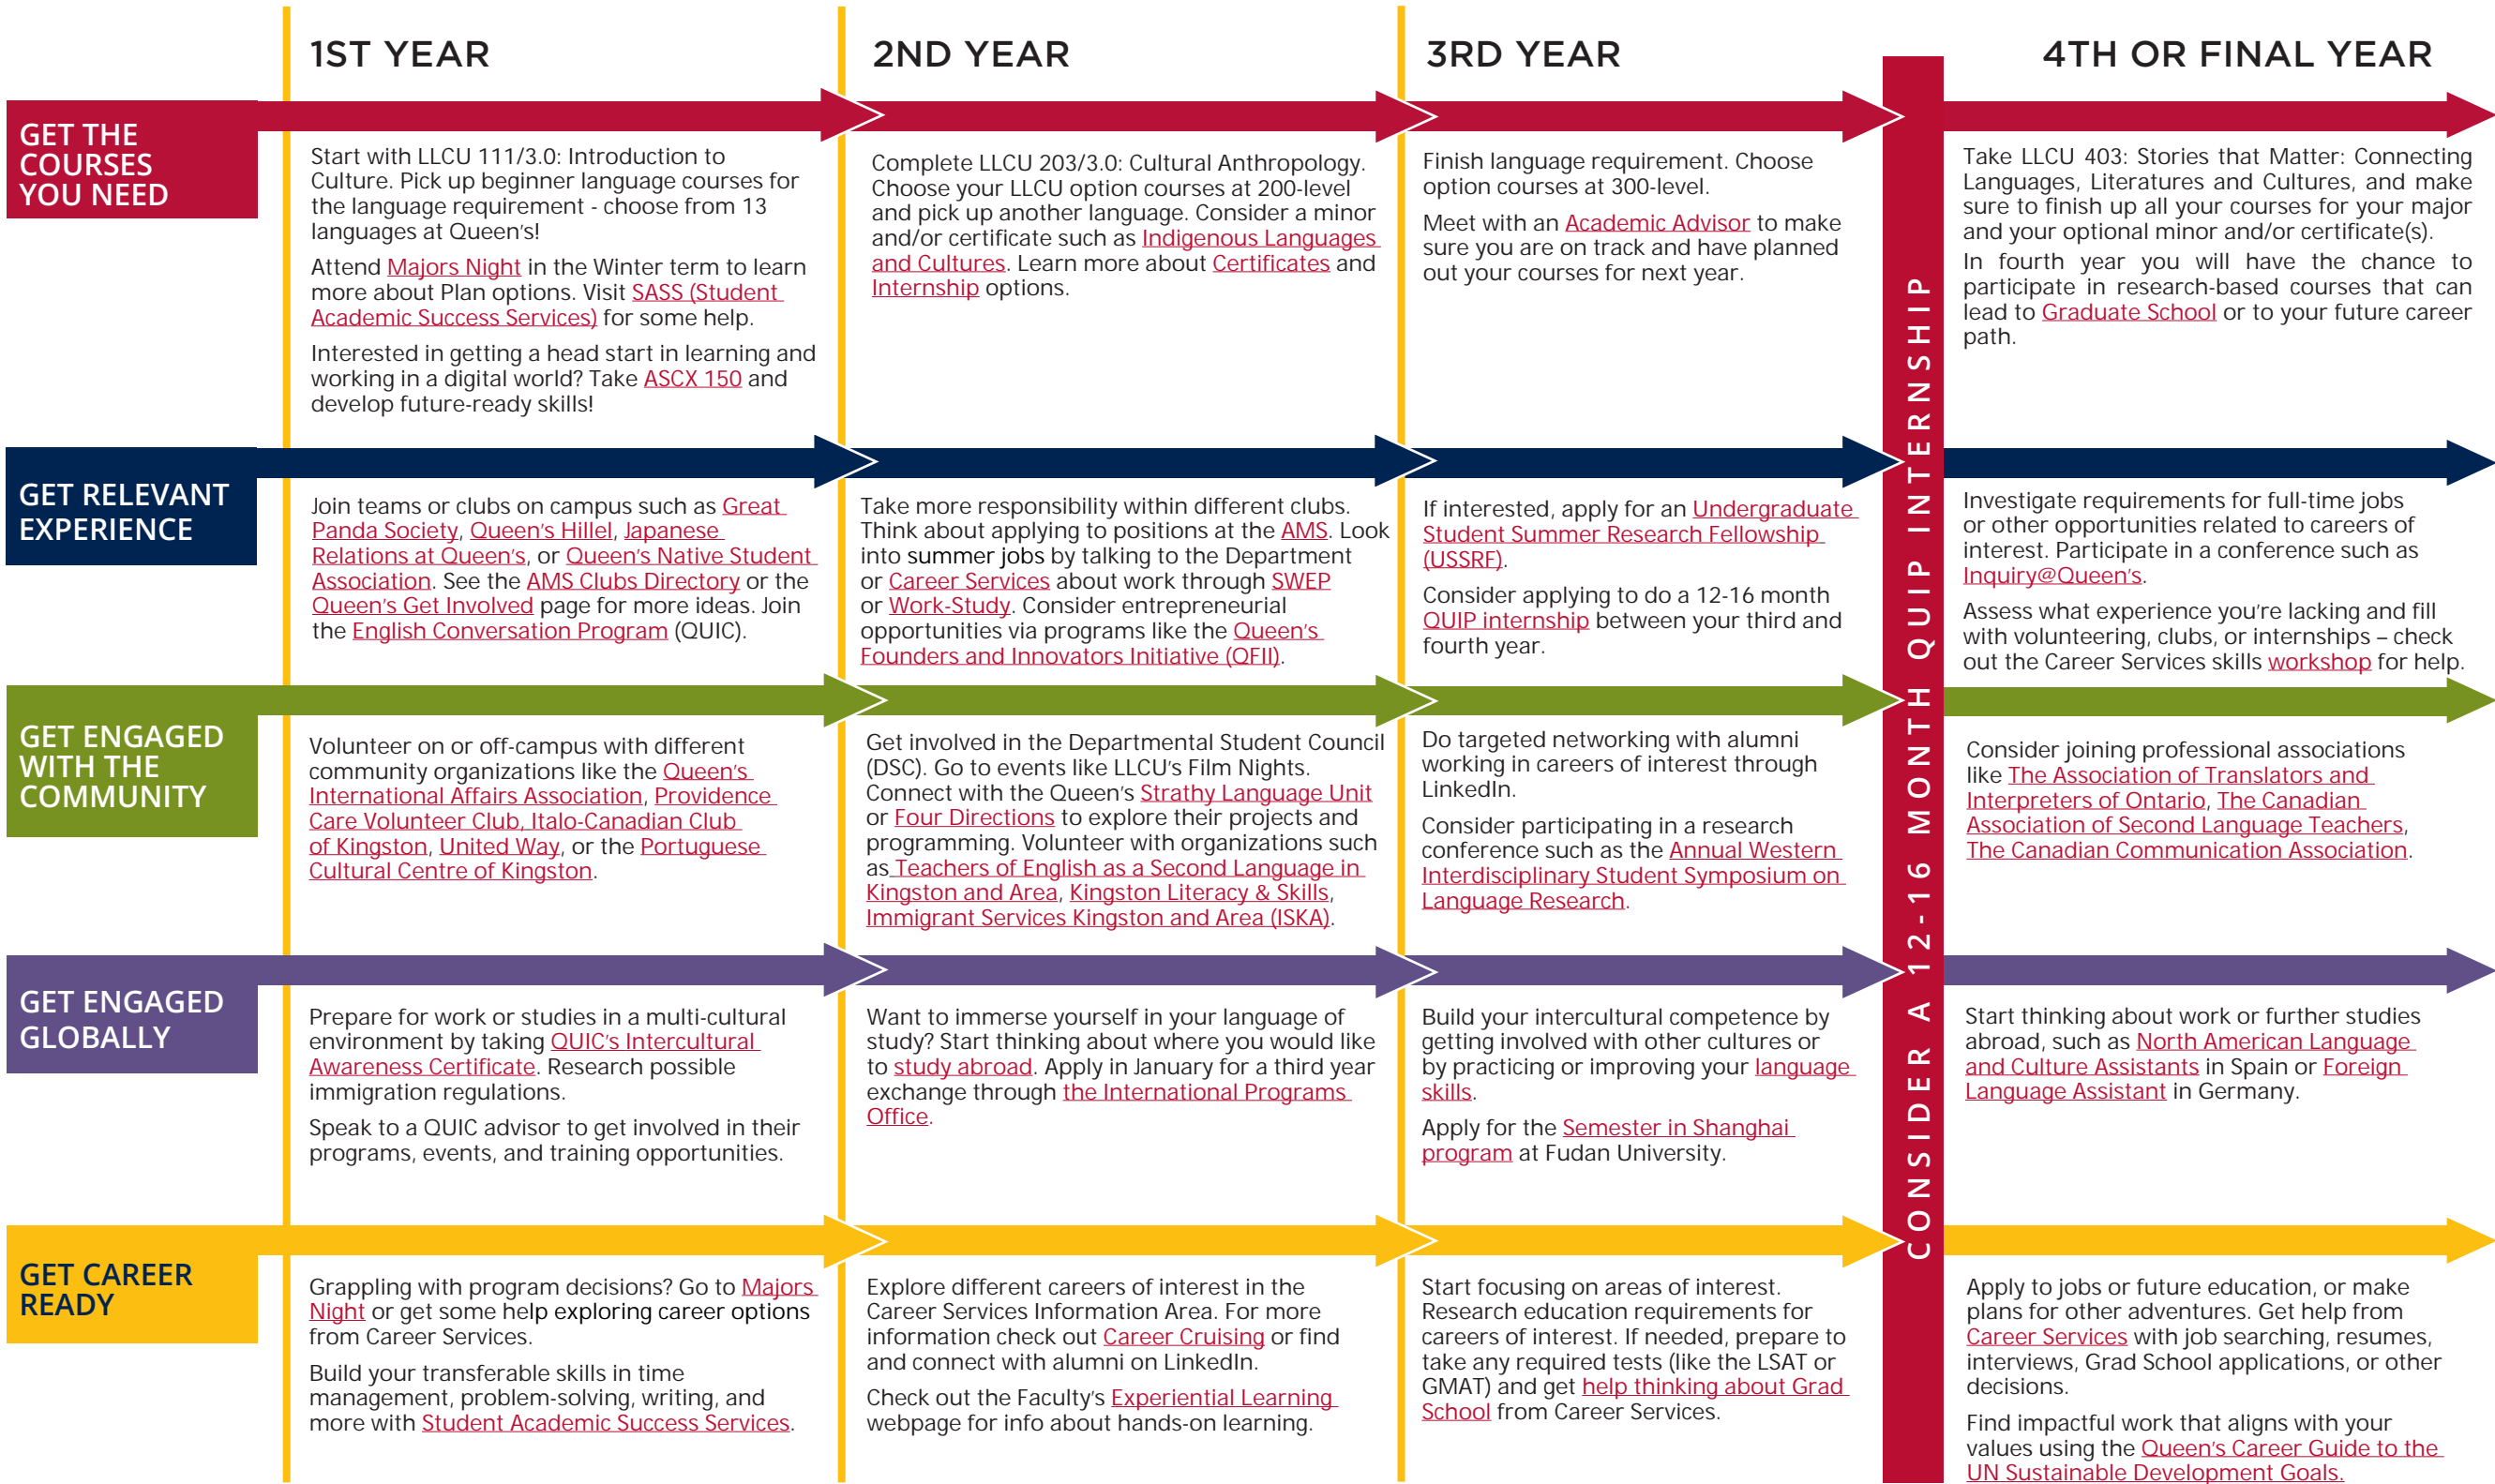 1ST YEAR
2ND YEAR
3RD YEAR
4TH OR FINAL YEAR
GET THE
COURSES
YOU NEED
Start with LLCU 111/3.0: Introduction to
Culture. Pick up beginner language courses for
the language requirement - choose from 13
languages at Queen's!
Attend Majors Night in the Winter term to learn
more about Plan options. Visit SASS (Student
Academic Success Services) for some help.
Interested in getting a head start in learning and
working in a digital world? Take ASCX 150 and
develop future-ready skills!
Complete LLCU 203/3.0: Cultural Anthropology.
Choose your LLCU option courses at 200-level
and pick up another language. Consider a minor
and/or certificate such as Indigenous Languages
and Cultures. Learn more about Certificates and
Internship options.
Finish language requirement. Choose
option courses at 300-level.
Meet with an Academic Advisor to make
sure you are on track and have planned
out your courses for next year.
Take LLCU 403: Stories that Matter: Connecting
Languages, Literatures and Cultures, and make
sure to finish up all your courses for your major
and your optional minor and/or certificate(s).
In fourth year you will have the chance to
participate in research-based courses that can
lead to Graduate School or to your future career
path.
GET RELEVANT
EXPERIENCE
Join teams or clubs on campus such as Great
Panda Society, Queen's Hillel, Japanese
Relations at Queen's, or Queen's Native Student
Association. See the AMS Clubs Directory or the
Queen's Get Involved page for more ideas. Join
the English Conversation Program (QUIC).
Take more responsibility within different clubs.
Think about applying to positions at the AMS. Look
into summer jobs by talking to the Department
or Career Services about work through SWEP
or Work-Study. Consider entrepreneurial
opportunities via programs like the Queen's
Founders and Innovators Initiative (QFII).
If interested, apply for an Undergraduate
Student Summer Research Fellowship
(USSRF).
Consider applying to do a 12-16 month
QUIP internship between your third and
fourth year.
Investigate requirements for full-time jobs
or other opportunities related to careers of
interest. Participate in a conference such as
Inquiry@Queen's.
Assess what experience you're lacking and fill
with volunteering, clubs, or internships – check
out the Career Services skills workshop for help.
GET ENGAGED
WITH THE
COMMUNITY
Volunteer on or off-campus with different
community organizations like the Queen's
International Affairs Association, Providence
Care Volunteer Club, Italo-Canadian Club
of Kingston, United Way, or the Portuguese
Cultural Centre of Kingston.
Get involved in the Departmental Student Council
(DSC). Go to events like LLCU's Film Nights.
Connect with the Queen's Strathy Language Unit
or Four Directions to explore their projects and
programming. Volunteer with organizations such
as Teachers of English as a Second Language in
Kingston and Area, Kingston Literacy & Skills,
Immigrant Services Kingston and Area (ISKA).
Do targeted networking with alumni
working in careers of interest through
LinkedIn.
Consider participating in a research
conference such as the Annual Western
Interdisciplinary Student Symposium on
Language Research.
Consider joining professional associations
like The Association of Translators and
Interpreters of Ontario, The Canadian
Association of Second Language Teachers,
The Canadian Communication Association.
GET ENGAGED
GLOBALLY
Prepare for work or studies in a multi-cultural
environment by taking QUIC's Intercultural
Awareness Certificate. Research possible
immigration regulations.
Speak to a QUIC advisor to get involved in their
programs, events, and training opportunities.
Want to immerse yourself in your language of
study? Start thinking about where you would like
to study abroad. Apply in January for a third year
exchange through the International Programs
Office.
Build your intercultural competence by
getting involved with other cultures or
by practicing or improving your language
skills.
Apply for the Semester in Shanghai
program at Fudan University.
Start thinking about work or further studies
abroad, such as North American Language
and Culture Assistants in Spain or Foreign
Language Assistant in Germany.
GET CAREER
READY
Grappling with program decisions? Go to Majors
Night or get some help exploring career options
from Career Services.
Build your transferable skills in time
management, problem-solving, writing, and
more with Student Academic Success Services.
Explore different careers of interest in the
Career Services Information Area. For more
information check out Career Cruising or find
and connect with alumni on LinkedIn.
Check out the Faculty's Experiential Learning
webpage for info about hands-on learning.
Start focusing on areas of interest.
Research education requirements for
careers of interest. If needed, prepare to
take any required tests (like the LSAT or
GMAT) and get help thinking about Grad
School from Career Services.
Apply to jobs or future education, or make
plans for other adventures. Get help from
Career Services with job searching, resumes,
interviews, Grad School applications, or other
decisions.
Find impactful work that aligns with your
values using the Queen's Career Guide to the
UN Sustainable Development Goals.
CONSIDER A 12-16 MONTH QUIP INTERNSHIP